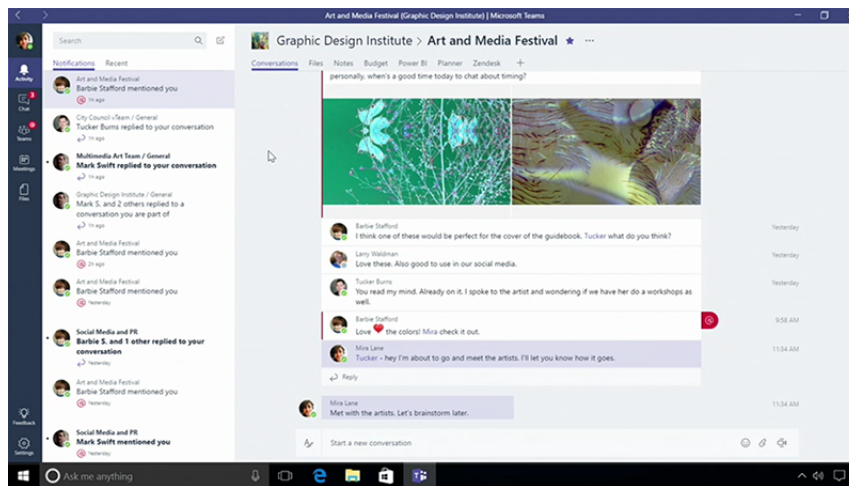 Art and Media Festival (Graphic Design Institute) | Microsoft Teams
Search
Graphic Design Institute > Art and Media Festival
Notifications Recent
Conversations Files Notes Budget Power BI Planner Zendesk
Activity
Chat
3
Teams
Meetings
Files
Feedback
Settings
Art and Media Festival
Barbie Stafford mentioned you
1h ago
City Council vTeam / General
Tucker Burns replied to your conversation
1h ago
Multimedia Art Team / General
Mark Swift replied to your conversation
1h ago
Graphic Design Institute / General
Mark S. and 2 others replied to a
conversation you are part of
1h ago
Art and Media Festival
Barbie Stafford mentioned you
2h ago
Art and Media Festival
Barbie Stafford mentioned you
Yesterday
Social Media and PR
Barbie S. and 1 other replied to your
conversation
Yesterday
Art and Media Festival
Barbie Stafford mentioned you
Yesterday
Social Media and PR
Mark Swift mentioned you
Yesterday
personally, when's a good time today to chat about timing?
Barbie Stafford
I think one of these would be perfect for the cover of the guidebook. Tucker what do you think?
Yesterday
Larry Waldman
Love these. Also good to use in our social media.
Yesterday
Tucker Burns
You read my mind. Already on it. I spoke to the artist and wondering if we have her do a workshops as
well.
Yesterday
Barbie Stafford
Love ❤ the colors! Mira check it out.
9:58 AM
Mira Lane
Tucker - hey I'm about to go and meet the artists. I'll let you know how it goes.
11:34 AM
Reply
Mira Lane
Met with the artists. Let's brainstorm later.
11:34 AM
Start a new conversation
Ask me anything